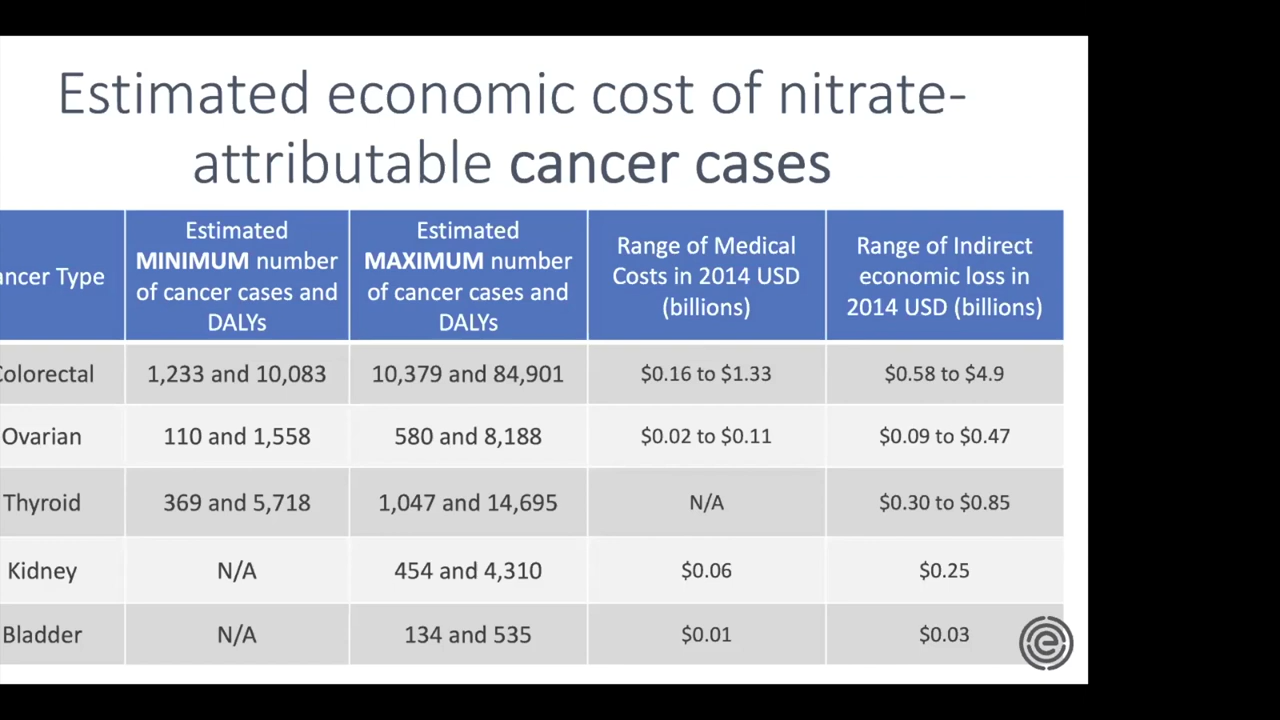 Estimated economic cost of nitrate-
attributable cancer cases
ancer Type
Estimated
MINIMUM number
of cancer cases and
DALYs
Estimated
MAXIMUM number
of cancer cases and
DALYs
Range of Medical
Costs in 2014 USD
(billions)
Range of Indirect
economic loss in
2014 USD (billions)
Colorectal 1,233 and 10,083 10,379 and 84,901 $0.16 to $1.33 $0.58 to $4.9
Ovarian 110 and 1,558 580 and 8,188 $0.02 to $0.11 $0.09 to $0.47
Thyroid 369 and 5,718 1,047 and 14,695 N/A $0.30 to $0.85
Kidney N/A 454 and 4,310 $0.06 $0.25
Bladder N/A 134 and 535 $0.01 $0.03
e